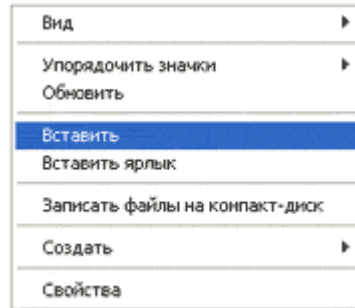 Вид
Упорядочить значки
Обновить
Вставить
Вставить ярлык
Записать файлы на компакт-диск
Создать
Свойства